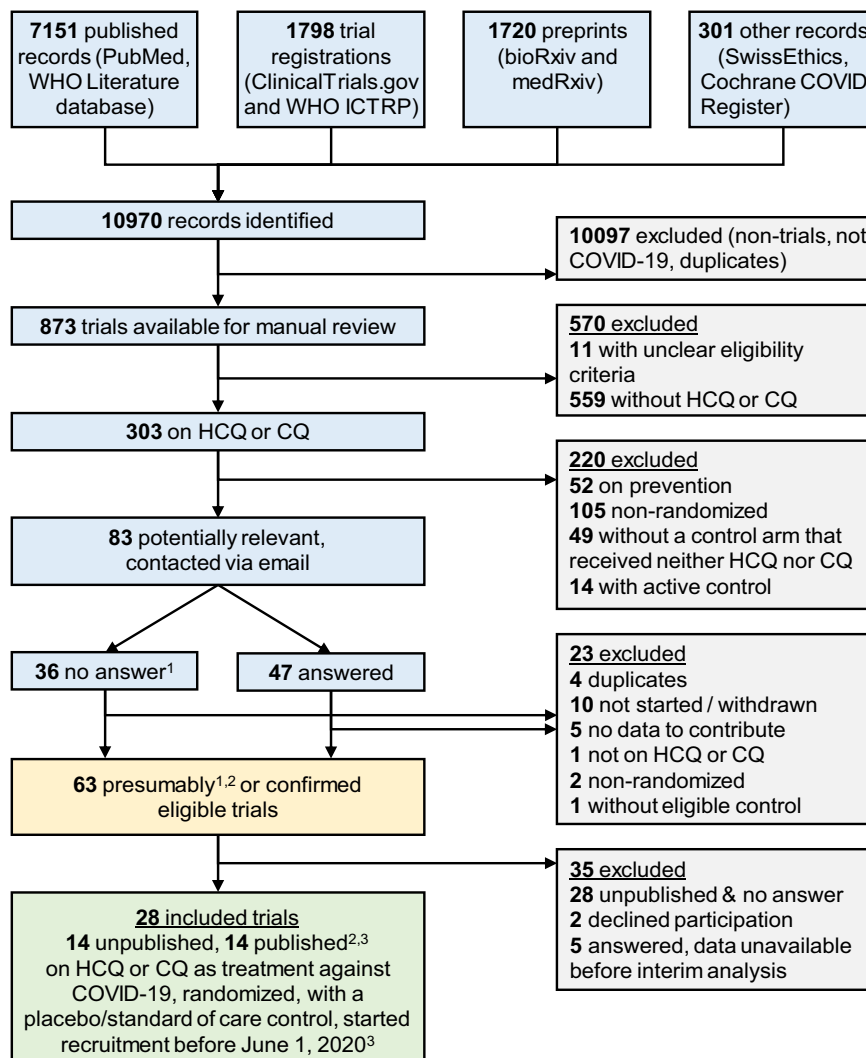 7151 published
records (PubMed,
WHO Literature
database)
1798 trial
registrations
(ClinicalTrials.gov
and WHO ICTRP)
1720 preprints
(bioRxiv and
medRxiv)
301 other records
(SwissEthics,
Cochrane COVID
Register)
10970 records identified
10097 excluded (non-trials, not
COVID-19, duplicates)
873 trials available for manual review
570 excluded
11 with unclear eligibility
criteria
559 without HCQ or CQ
303 on HCQ or CQ
220 excluded
52 on prevention
105 non-randomized
49 without a control arm that
received neither HCQ nor CQ
14 with active control
83 potentially relevant,
contacted via email
36 no answer¹
47 answered
23 excluded
4 duplicates
10 not started / withdrawn
5 no data to contribute
1 not on HCQ or CQ
2 non-randomized
1 without eligible control
63 presumably¹,² or confirmed
eligible trials
35 excluded
28 unpublished & no answer
2 declined participation
5 answered, data unavailable
before interim analysis
28 included trials
14 unpublished, 14 published²,³
on HCQ or CQ as treatment against
COVID-19, randomized, with a
placebo/standard of care control, started
recruitment before June 1, 2020³